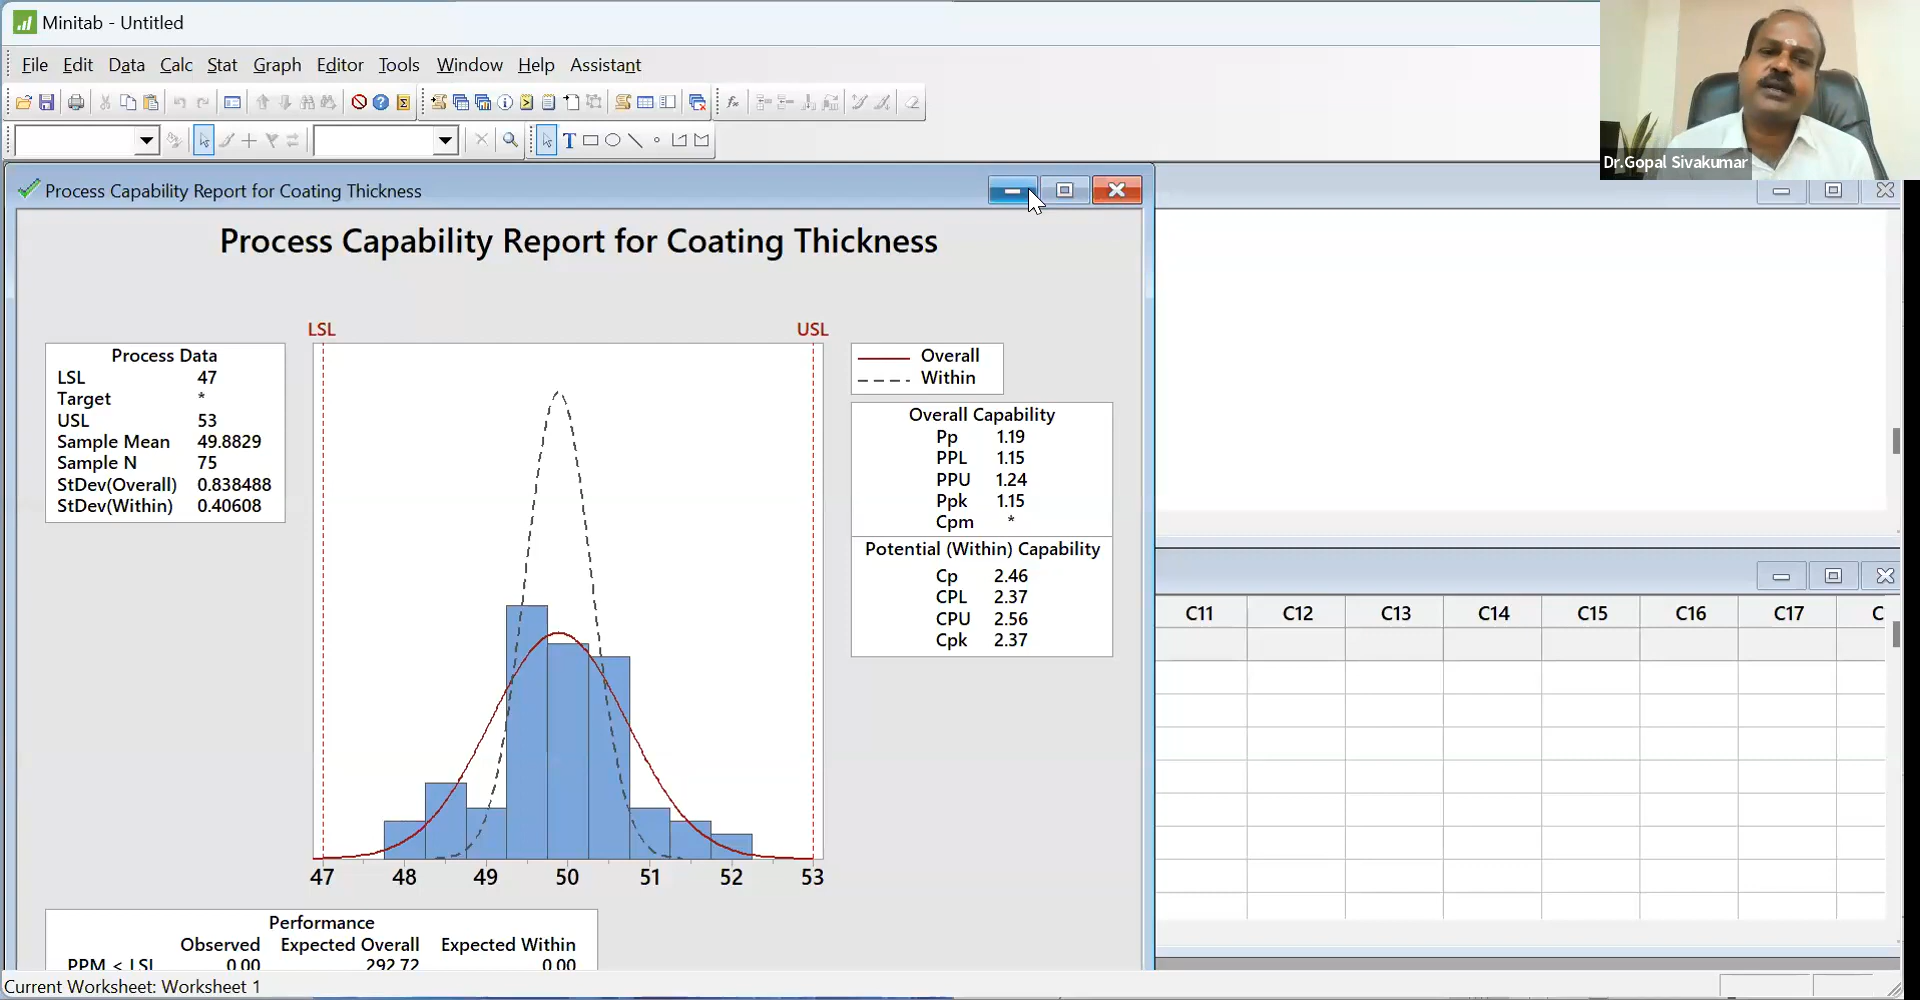 Minitab - Untitled
File Edit Data Calc Stat Graph Editor Tools Window Help Assistant
Dr.Gopal Sivakumar
Process Capability Report for Coating Thickness
Process Capability Report for Coating Thickness
LSL USL
Process Data
LSL 47
Target *
USL 53
Sample Mean 49.8829
Sample N 75
StDev(Overall) 0.838488
StDev(Within) 0.40608
Overall
Within
Overall Capability
Pp 1.19
PPL 1.15
PPU 1.24
Ppk 1.15
Cpm *
Potential (Within) Capability
Cp 2.46
CPL 2.37
CPU 2.56
Cpk 2.37
47 48 49 50 51 52 53
Performance
Observed Expected Overall Expected Within
PPM < LSL 0.00 292.72 0.00
C11 C12 C13 C14 C15 C16 C17 C
Current Worksheet: Worksheet 1